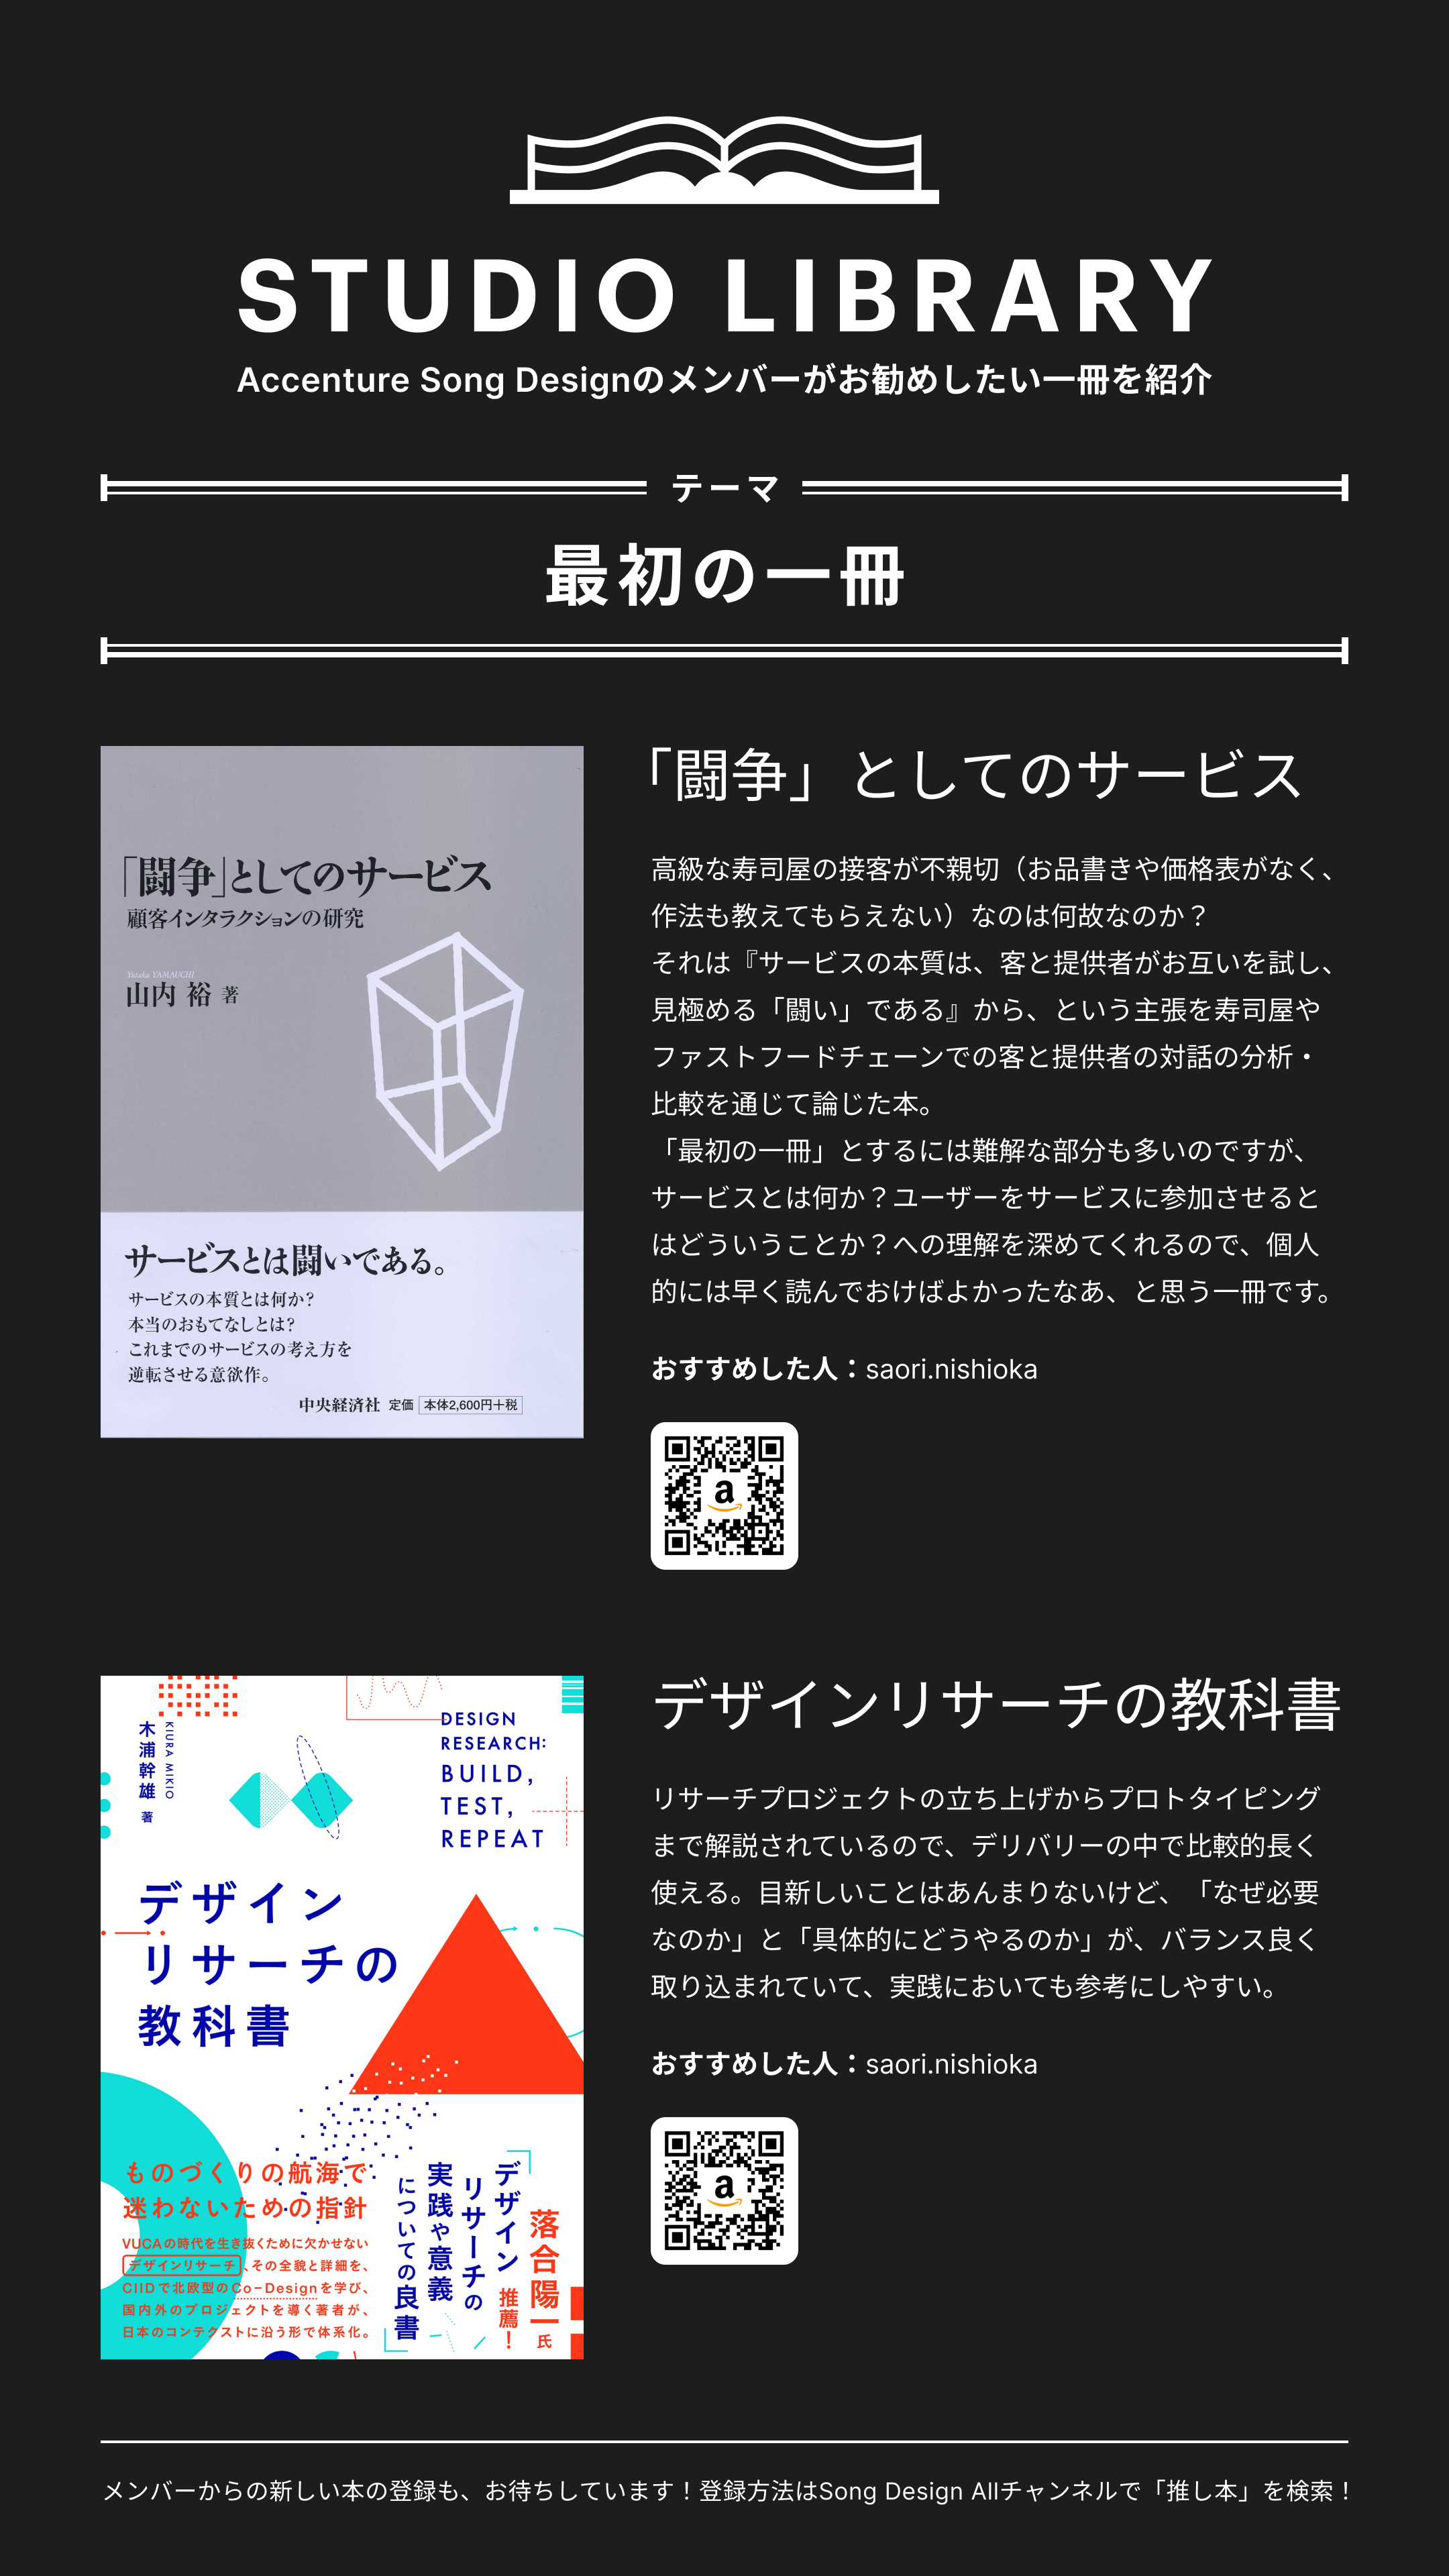 STUDIO LIBRARY
Accenture Song Designのメンバーがお勧めしたい一冊を紹介
テーマ
最初の一冊
「闘争」としてのサービス
顧客インタラクションの研究
Yutaka YAMAUCHI
山内 裕 著
サービスとは闘いである。
サービスの本質とは何か?
本当のおもてなしとは?
これまでのサービスの考え方を
逆転させる意欲作。
中央経済社 定価 本体2,600円+税
「闘争」としてのサービス
高級な寿司屋の接客が不親切（お品書きや価格表がなく、
作法も教えてもらえない）なのは何故なのか？
それは『サービスの本質は、客と提供者がお互いを試し、
見極める「闘い」である』から、という主張を寿司屋や
ファストフードチェーンでの客と提供者の対話の分析・
比較を通じて論じた本。
「最初の一冊」とするには難解な部分も多いのですが、
サービスとは何か？ユーザーをサービスに参加させると
はどういうことか？への理解を深めてくれるので、個人
的には早く読んでおけばよかったなあ、と思う一冊です。
おすすめした人：saori.nishioka
a
木浦幹雄 著
KIURA MIKIO
DESIGN
RESEARCH:
BUILD,
TEST,
REPEAT
デザイン
リサーチの
教科書
ものづくりの航海で
迷わないための指針
VUCAの時代を生き抜くために欠かせない
デザインリサーチ、その全貌と詳細を、
CIIDで北欧型のCo-Designを学び、
国内外のプロジェクトを導く著者が、
日本のコンテクストに沿う形で体系化。
落合陽一氏
推薦！
デザイン
リサーチの
実践や意義
についての良書
デザインリサーチの教科書
リサーチプロジェクトの立ち上げからプロトタイピング
まで解説されているので、デリバリーの中で比較的長く
使える。目新しいことはあんまりないけど、「なぜ必要
なのか」と「具体的にどうやるのか」が、バランス良く
取り込まれていて、実践においても参考にしやすい。
おすすめした人：saori.nishioka
a
メンバーからの新しい本の登録も、お待ちしています！登録方法はSong Design Allチャンネルで「推し本」を検索！